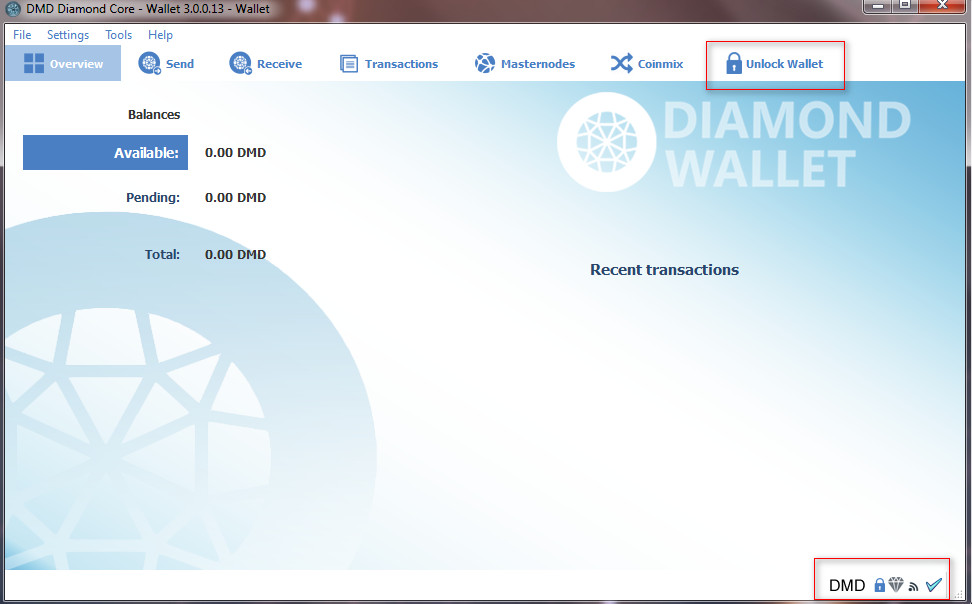 DMD Diamond Core - Wallet 3.0.0.13 - Wallet
File Settings Tools Help
Overview Send Receive Transactions Masternodes Coinmix Unlock Wallet
DIAMOND
WALLET
Balances
Available: 0.00 DMD
Pending: 0.00 DMD
Total: 0.00 DMD
Recent transactions
DMD